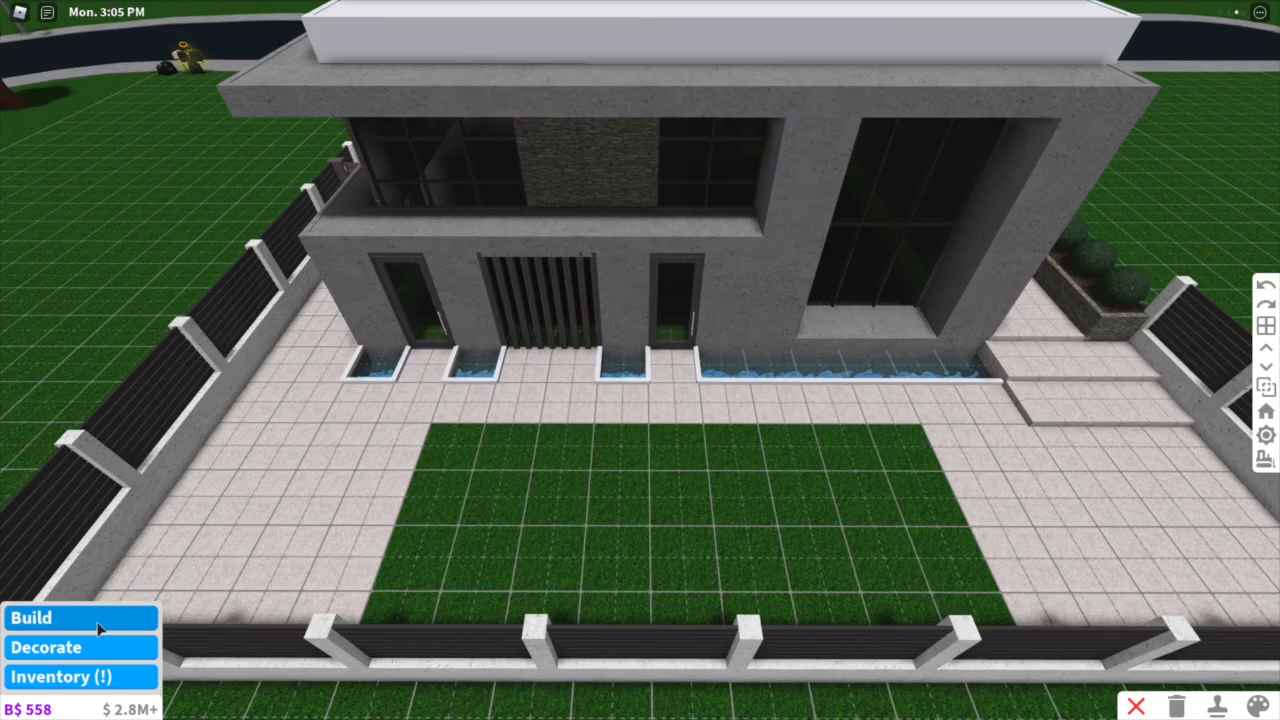 Mon. 3:05 PM
Build
Decorate
Inventory (!)
B$ 558
$ 2.8M+